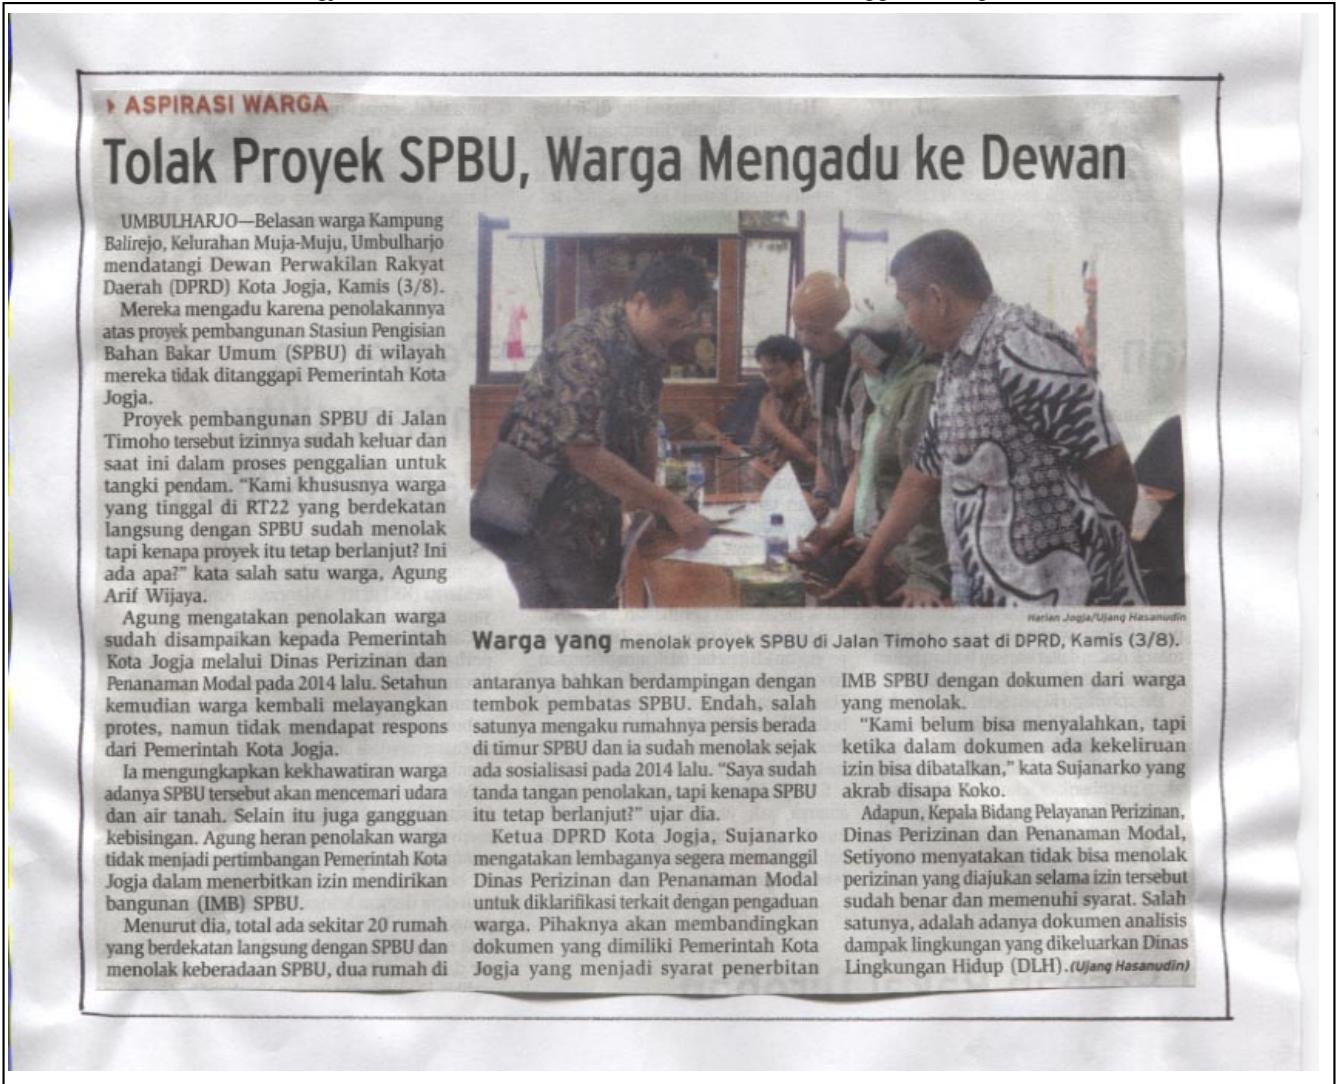 ASPIRASI WARGA
Tolak Proyek SPBU, Warga Mengadu ke Dewan
UMBULHARJO—Belasan warga Kampung
Balirejo, Kelurahan Muja-Muju, Umbulharjo
mendatangi Dewan Perwakilan Rakyat
Daerah (DPRD) Kota Jogja, Kamis (3/8).
Mereka mengadu karena penolakannya
atas proyek pembangunan Stasiun Pengisian
Bahan Bakar Umum (SPBU) di wilayah
mereka tidak ditanggapi Pemerintah Kota
Jogja.
Proyek pembangunan SPBU di Jalan
Timoho tersebut izinnya sudah keluar dan
saat ini dalam proses penggalian untuk
tangki pendam. “Kami khususnya warga
yang tinggal di RT22 yang berdekatan
langsung dengan SPBU sudah menolak
tapi kenapa proyek itu tetap berlanjut? Ini
ada apa?” kata salah satu warga, Agung
Arif Wijaya.
Agung mengatakan penolakan warga
sudah disampaikan kepada Pemerintah
Kota Jogja melalui Dinas Perizinan dan
Penanaman Modal pada 2014 lalu. Setahun
kemudian warga kembali melayangkan
protes, namun tidak mendapat respons
dari Pemerintah Kota Jogja.
Ia mengungkapkan kekhawatiran warga
adanya SPBU tersebut akan mencemari udara
dan air tanah. Selain itu juga gangguan
kebisingan. Agung heran penolakan warga
tidak menjadi pertimbangan Pemerintah Kota
Jogja dalam menerbitkan izin mendirikan
bangunan (IMB) SPBU.
Menurut dia, total ada sekitar 20 rumah
yang berdekatan langsung dengan SPBU dan
menolak keberadaan SPBU, dua rumah di
Harian Jogja/Ujang Hasanudin
Warga yang menolak proyek SPBU di Jalan Timoho saat di DPRD, Kamis (3/8).
antaranya bahkan berdampingan dengan
tembok pembatas SPBU. Endah, salah
satunya mengaku rumahnya persis berada
di timur SPBU dan ia sudah menolak sejak
ada sosialisasi pada 2014 lalu. “Saya sudah
tanda tangan penolakan, tapi kenapa SPBU
itu tetap berlanjut?” ujar dia.
Ketua DPRD Kota Jogja, Sujanarko
mengatakan lembaganya segera memanggil
Dinas Perizinan dan Penanaman Modal
untuk diklarifikasi terkait dengan pengaduan
warga. Pihaknya akan membandingkan
dokumen yang dimiliki Pemerintah Kota
Jogja yang menjadi syarat penerbitan
IMB SPBU dengan dokumen dari warga
yang menolak.
“Kami belum bisa menyalahkan, tapi
ketika dalam dokumen ada kekeliruan
izin bisa dibatalkan,” kata Sujanarko yang
akrab disapa Koko.
Adapun, Kepala Bidang Pelayanan Perizinan,
Dinas Perizinan dan Penanaman Modal,
Setiyono menyatakan tidak bisa menolak
perizinan yang diajukan selama izin tersebut
sudah benar dan memenuhi syarat. Salah
satunya, adalah adanya dokumen analisis
dampak lingkungan yang dikeluarkan Dinas
Lingkungan Hidup (DLH). (Ujang Hasanudin)